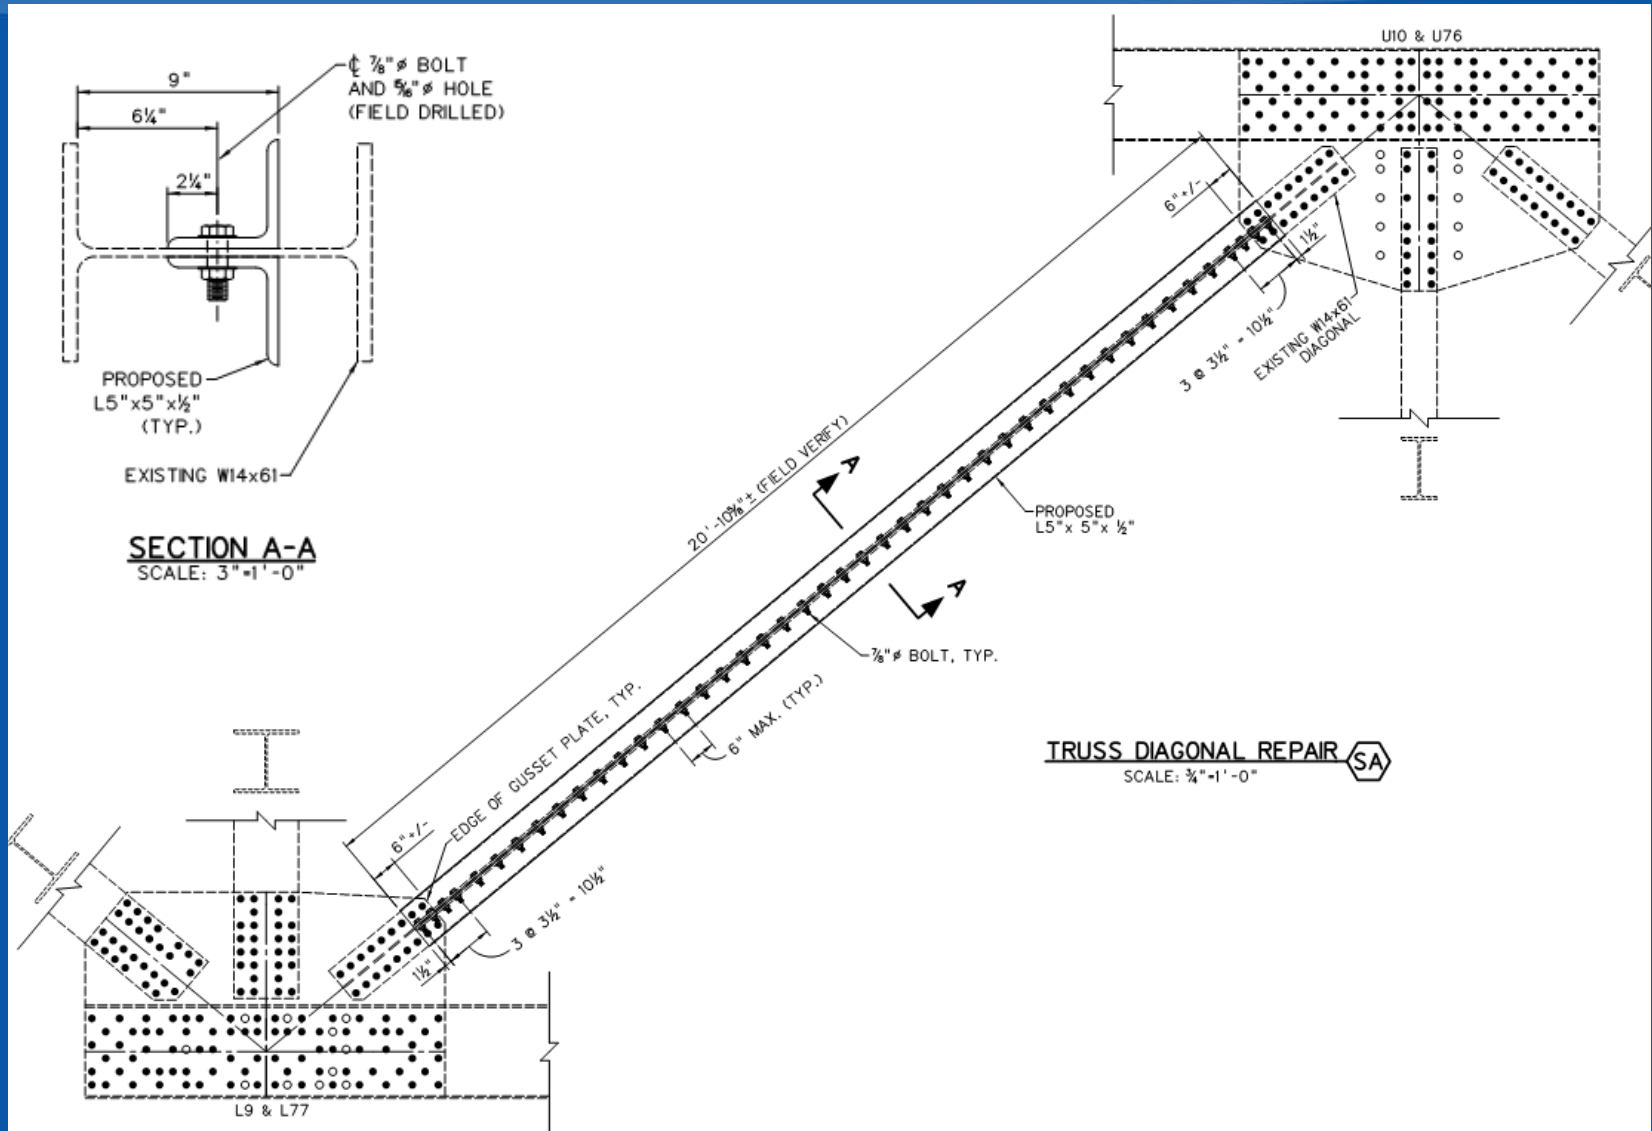 9"
6¼"
2¼"
℄ ⅞"ø BOLT
AND ¹⁵⁄₁₆"ø HOLE
(FIELD DRILLED)
PROPOSED
L5"x5"x½"
(TYP.)
EXISTING W14x61
SECTION A-A
SCALE: 3"=1'-0"
U10 & U76
6"+/-
1½"
3 @ 3½" = 10½"
EXISTING W14x61
DIAGONAL
20'-10⅝"± (FIELD VERIFY)
A
A
PROPOSED
L5"x 5"x ½"
⅞"ø BOLT, TYP.
6" MAX. (TYP.)
EDGE OF GUSSET PLATE, TYP.
6"+/-
3 @ 3½" = 10½"
1½"
TRUSS DIAGONAL REPAIR SA
SCALE: ¾"=1'-0"
L9 & L77